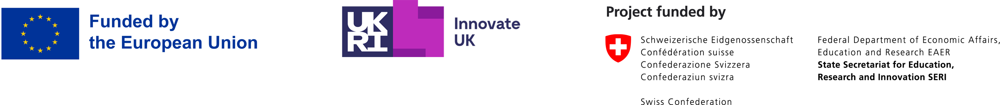 Funded by
the European Union
UK
RI
Innovate
UK
Project funded by
Schweizerische Eidgenossenschaft
Confédération suisse
Confederazione Svizzera
Confederaziun svizra
Swiss Confederation
Federal Department of Economic Affairs,
Education and Research EAER
State Secretariat for Education,
Research and Innovation SERI